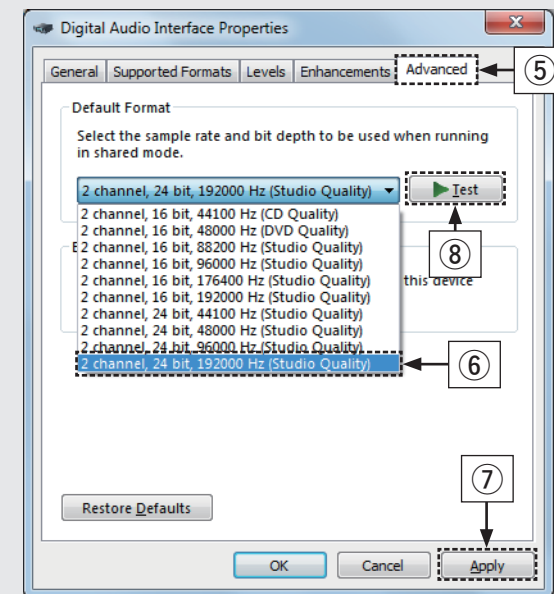 Digital Audio Interface Properties
General Supported Formats Levels Enhancements Advanced
⑤
Default Format
Select the sample rate and bit depth to be used when running
in shared mode.
2 channel, 24 bit, 192000 Hz (Studio Quality)
Test
2 channel, 16 bit, 44100 Hz (CD Quality)
2 channel, 16 bit, 48000 Hz (DVD Quality)
2 channel, 16 bit, 88200 Hz (Studio Quality)
2 channel, 16 bit, 96000 Hz (Studio Quality)
2 channel, 16 bit, 176400 Hz (Studio Quality)
2 channel, 16 bit, 192000 Hz (Studio Quality)
2 channel, 24 bit, 44100 Hz (Studio Quality)
2 channel, 24 bit, 48000 Hz (Studio Quality)
2 channel, 24 bit, 96000 Hz (Studio Quality)
2 channel, 24 bit, 192000 Hz (Studio Quality)
⑧
this device
⑥
⑦
Restore Defaults
OK Cancel Apply